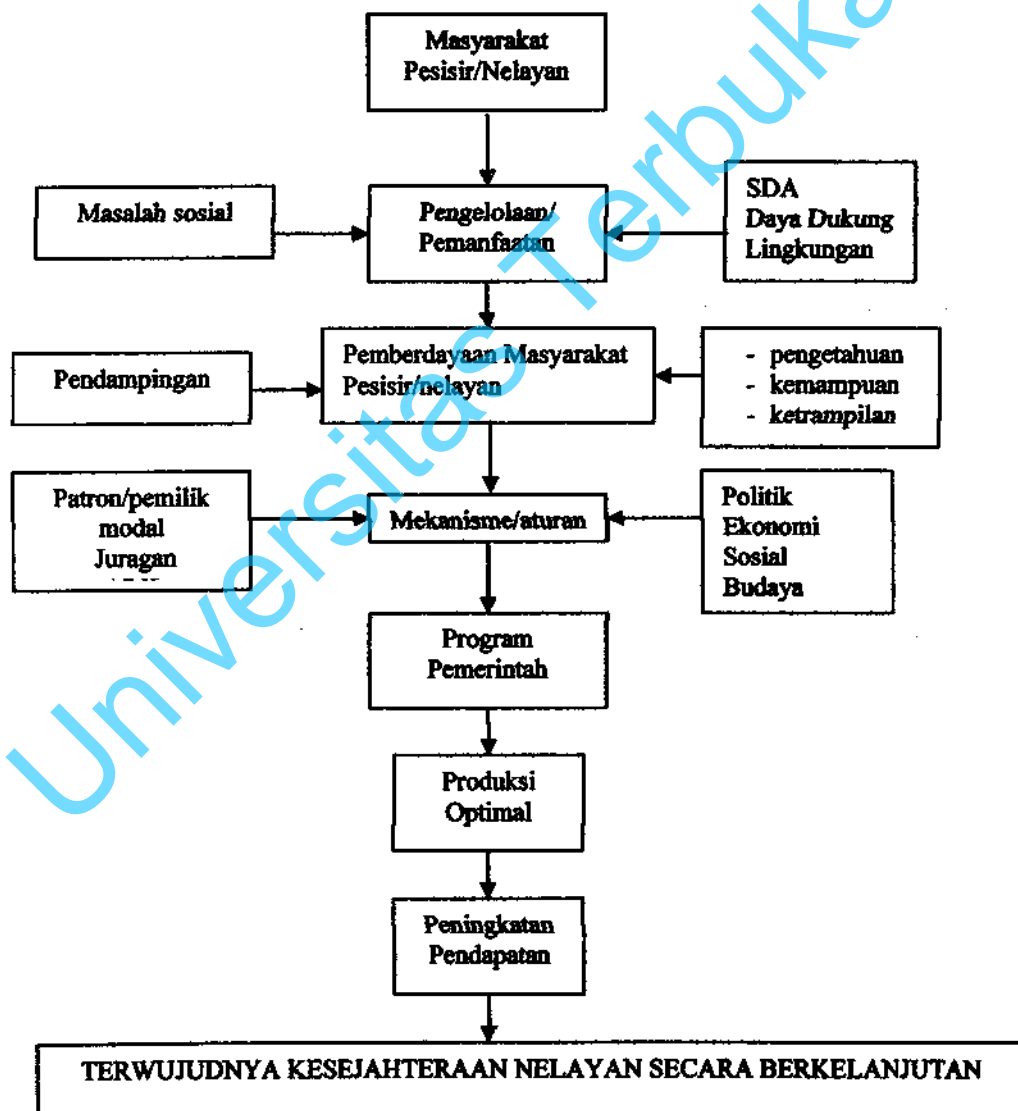 Masyarakat
Pesisir/Nelayan
Masalah sosial
Pengelolaan/
Pemanfaatan
SDA
Daya Dukung
Lingkungan
Pendampingan
Pemberdayaan Masyarakat
Pesisir/nelayan
- pengetahuan
- kemampuan
- ketrampilan
Patron/pemilik
modal
Juragan
Mekanisme/aturan
Politik
Ekonomi
Sosial
Budaya
Program
Pemerintah
Produksi
Optimal
Peningkatan
Pendapatan
TERWUJUDNYA KESEJAHTERAAN NELAYAN SECARA BERKELANJUTAN
Universitas Terbuka